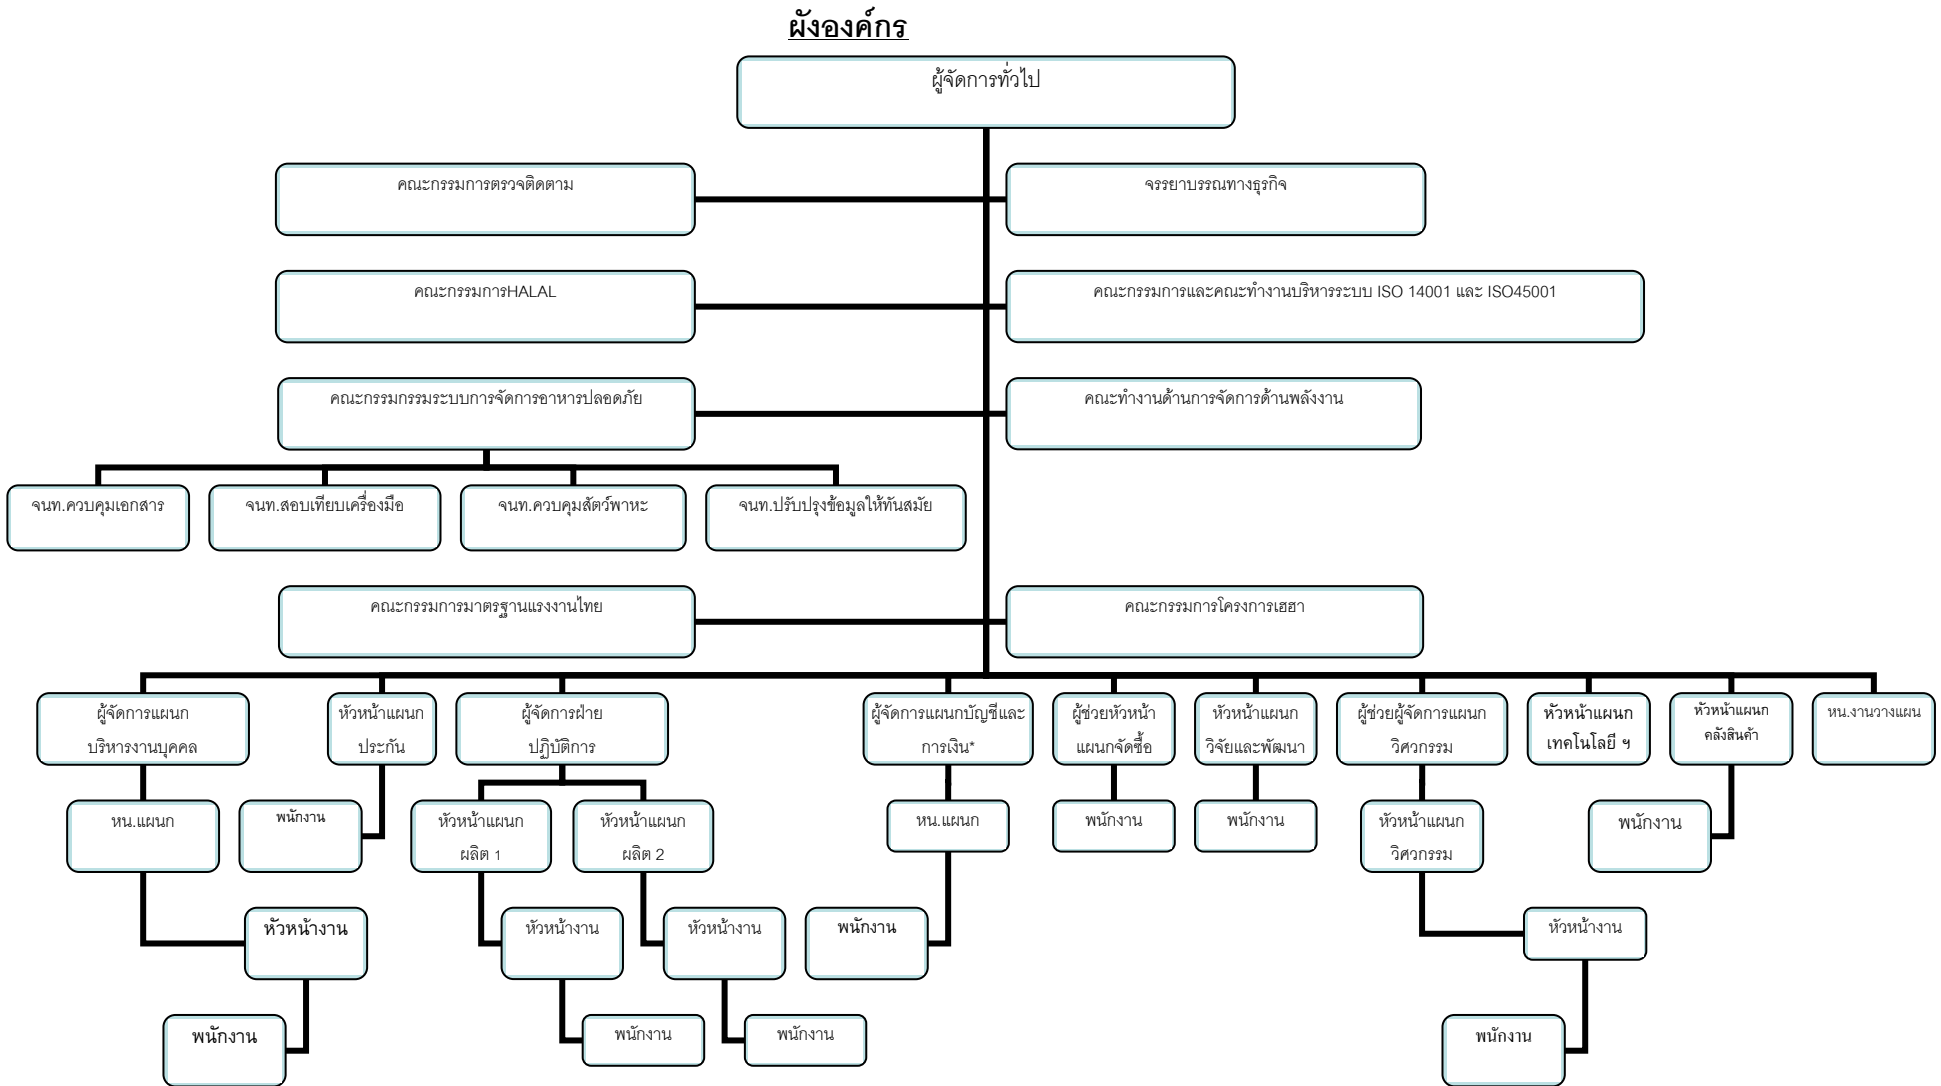 ผังองค์กร
ผู้จัดการทั่วไป
คณะกรรมการตรวจติดตาม
จรรยาบรรณทางธุรกิจ
คณะกรรมการHALAL
คณะกรรมการและคณะทำงานบริหารระบบ ISO 14001 และ ISO45001
คณะกรรมกรรมระบบการจัดการอาหารปลอดภัย
คณะทำงานด้านการจัดการด้านพลังงาน
จนท.ควบคุมเอกสาร
จนท.สอบเทียบเครื่องมือ
จนท.ควบคุมสัตว์พาหะ
จนท.ปรับปรุงข้อมูลให้ทันสมัย
คณะกรรมการมาตรฐานแรงงานไทย
คณะกรรมการโครงการเฮฮา
ผู้จัดการแผนก
บริหารงานบุคคล
หัวหน้าแผนก
ประกัน
ผู้จัดการฝ่าย
ปฏิบัติการ
ผู้จัดการแผนกบัญชีและ
การเงิน*
ผู้ช่วยหัวหน้า
แผนกจัดซื้อ
หัวหน้าแผนก
วิจัยและพัฒนา
ผู้ช่วยผู้จัดการแผนก
วิศวกรรม
หัวหน้าแผนก
เทคโนโลยี ฯ
หัวหน้าแผนก
คลังสินค้า
หน.งานวางแผน
หน.แผนก
พนักงาน
หัวหน้าแผนก
ผลิต 1
หัวหน้าแผนก
ผลิต 2
หน.แผนก
พนักงาน
พนักงาน
หัวหน้าแผนก
วิศวกรรม
พนักงาน
หัวหน้างาน
หัวหน้างาน
หัวหน้างาน
พนักงาน
หัวหน้างาน
พนักงาน
พนักงาน
พนักงาน
พนักงาน